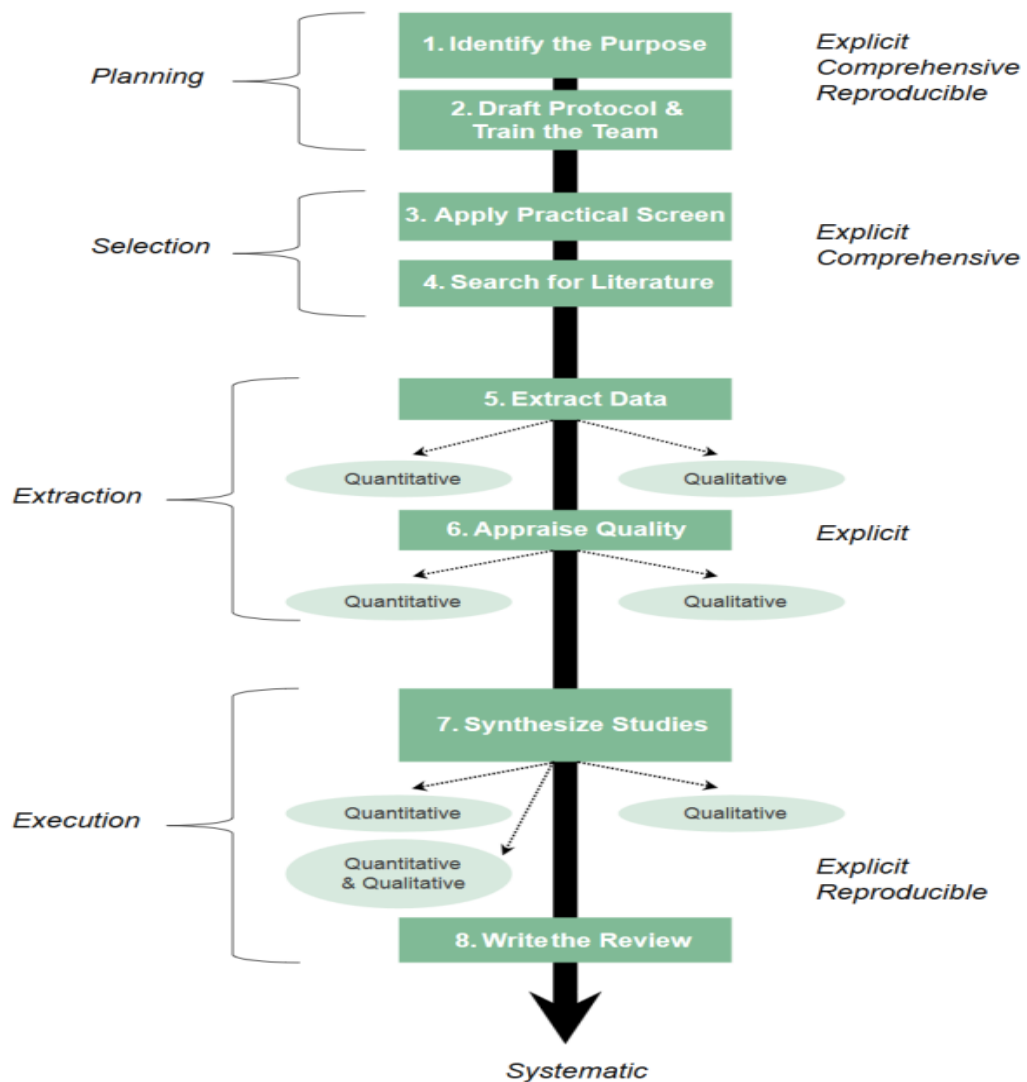 1. Identify the Purpose
Explicit
Comprehensive
Reproducible
Planning
2. Draft Protocol &
Train the Team
3. Apply Practical Screen
Selection
Explicit
Comprehensive
4. Search for Literature
5. Extract Data
Quantitative
Qualitative
Extraction
6. Appraise Quality
Explicit
Quantitative
Qualitative
7. Synthesize Studies
Execution
Quantitative
Qualitative
Quantitative
& Qualitative
Explicit
Reproducible
8. Write the Review
Systematic